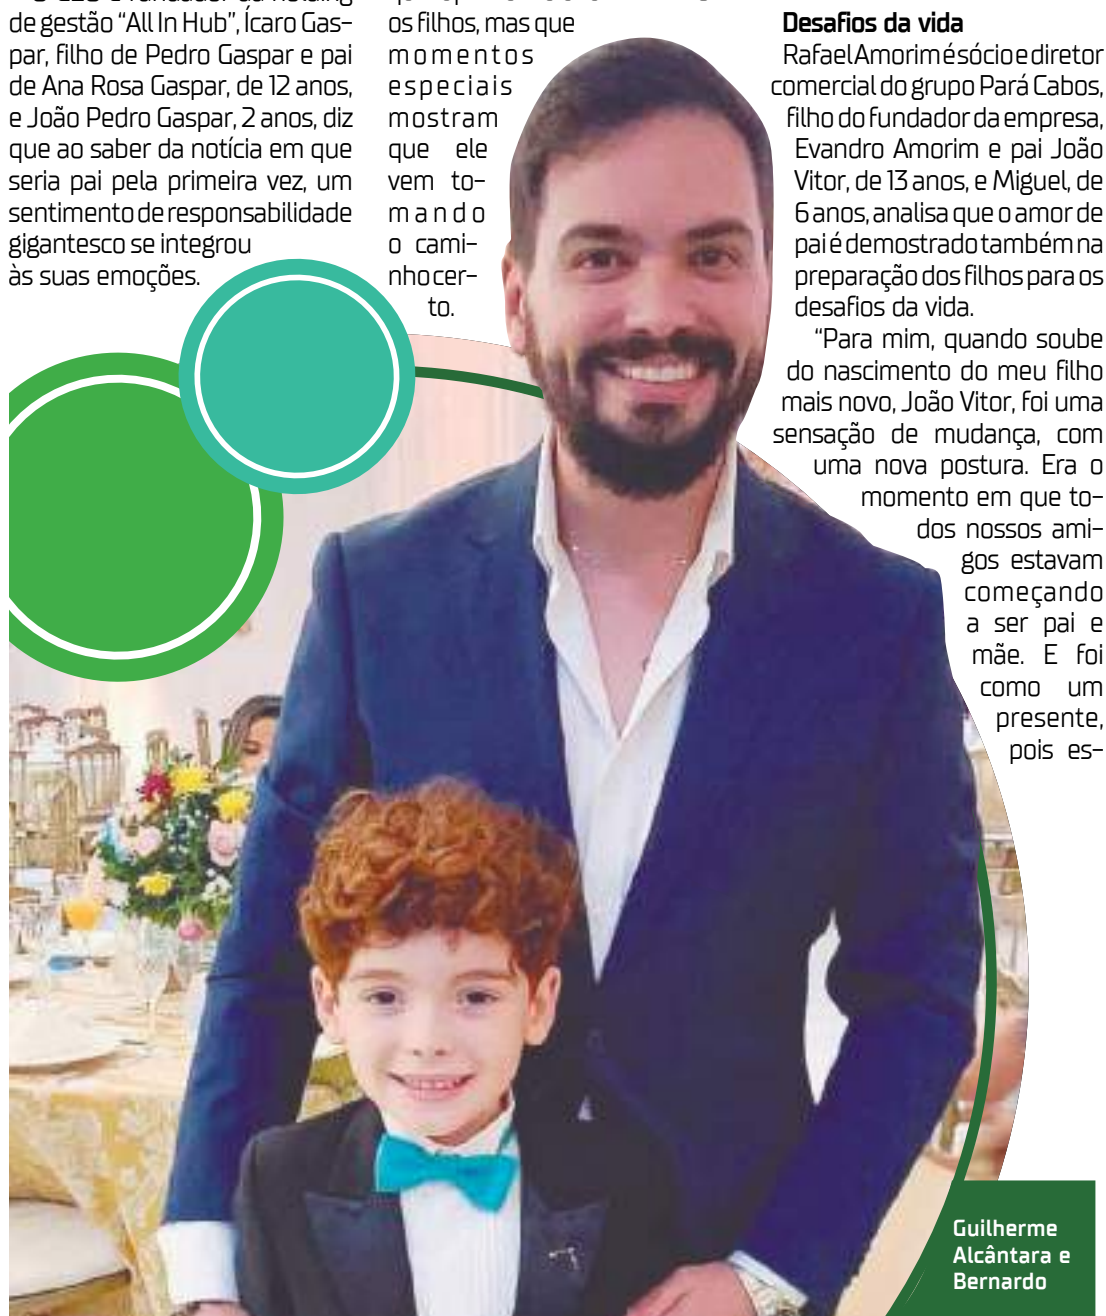 de gestão “All In Hub”, Ícaro Gas-
par, filho de Pedro Gaspar e pai
de Ana Rosa Gaspar, de 12 anos,
e João Pedro Gaspar, 2 anos, diz
que ao saber da notícia em que
seria pai pela primeira vez, um
sentimento de responsabilidade
gigantesco se integrou
às suas emoções.
os filhos, mas que
momentos
especiais
mostram
que ele
vem to-
mando
o cami-
nho cer-
to.
Desafios da vida
Rafael Amorim é sócio e diretor
comercial do grupo Pará Cabos,
filho do fundador da empresa,
Evandro Amorim e pai João
Vitor, de 13 anos, e Miguel, de
6 anos, analisa que o amor de
pai é demostrado também na
preparação dos filhos para os
desafios da vida.
“Para mim, quando soube
do nascimento do meu filho
mais novo, João Vitor, foi uma
sensação de mudança, com
uma nova postura. Era o
momento em que to-
dos nossos ami-
gos estavam
começando
a ser pai e
mãe. E foi
como um
presente,
pois es-
Guilherme
Alcântara e
Bernardo